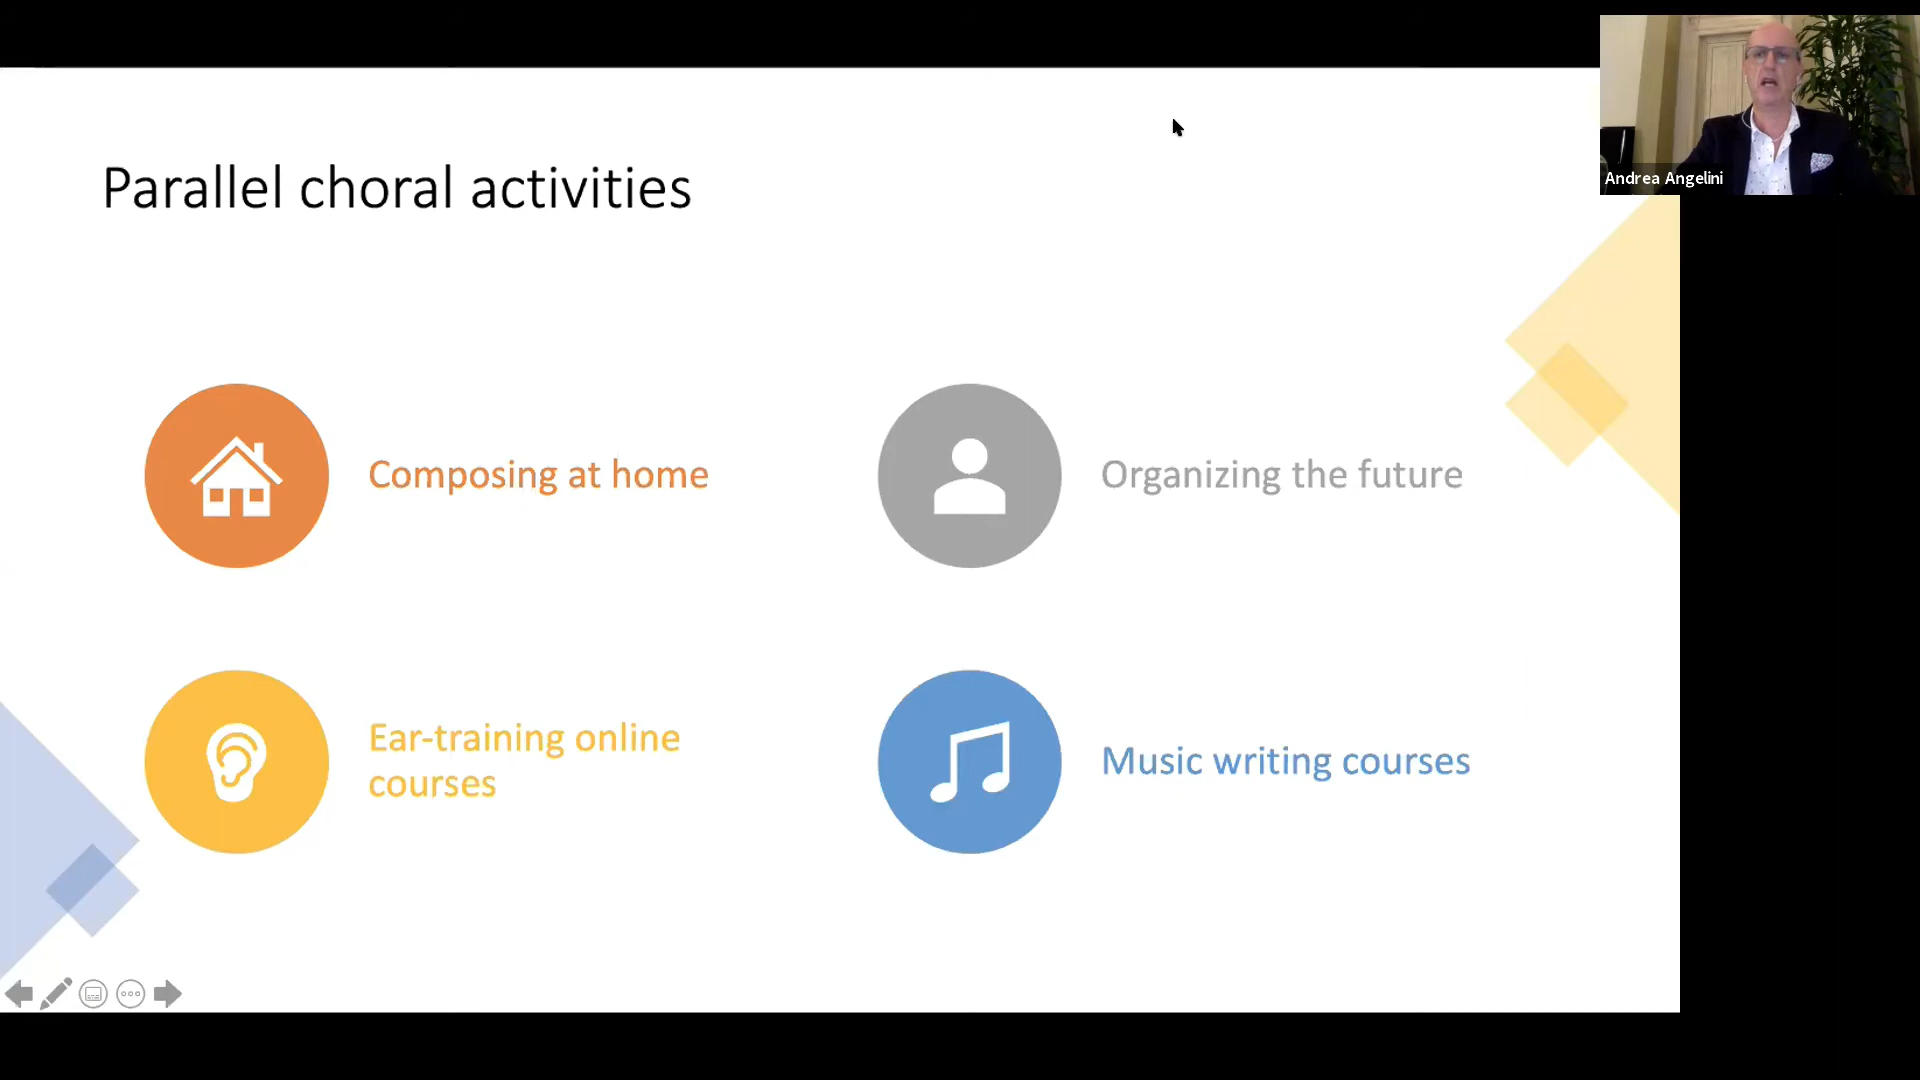 Parallel choral activities
Andrea Angelini
Composing at home
Organizing the future
Ear-training online
courses
Music writing courses